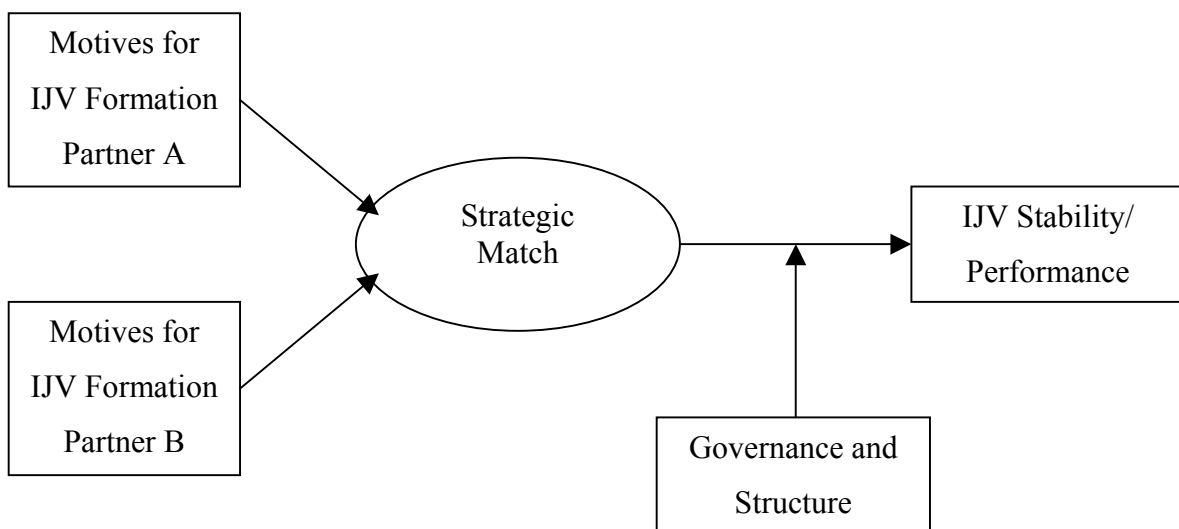 Motives for
IJV Formation
Partner A
Strategic
Match
IJV Stability/
Performance
Motives for
IJV Formation
Partner B
Governance and
Structure